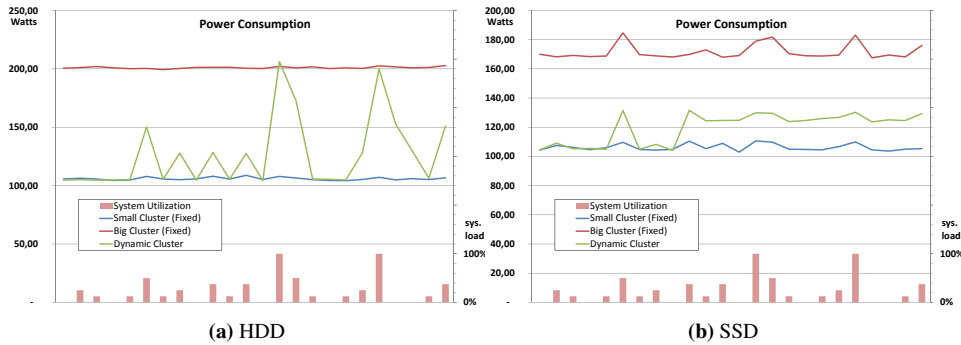 250,00
Watts
Power Consumption
200,00
150,00
100,00
System Utilization
Small Cluster (Fixed)
Big Cluster (Fixed)
Dynamic Cluster
50,00
-
sys.
load
100%
0%
(a) HDD
200,00
Watts
Power Consumption
180,00
160,00
140,00
120,00
100,00
80,00
60,00
System Utilization
Small Cluster (Fixed)
Big Cluster (Fixed)
Dynamic Cluster
40,00
20,00
-
sys.
load
100%
0%
(b) SSD